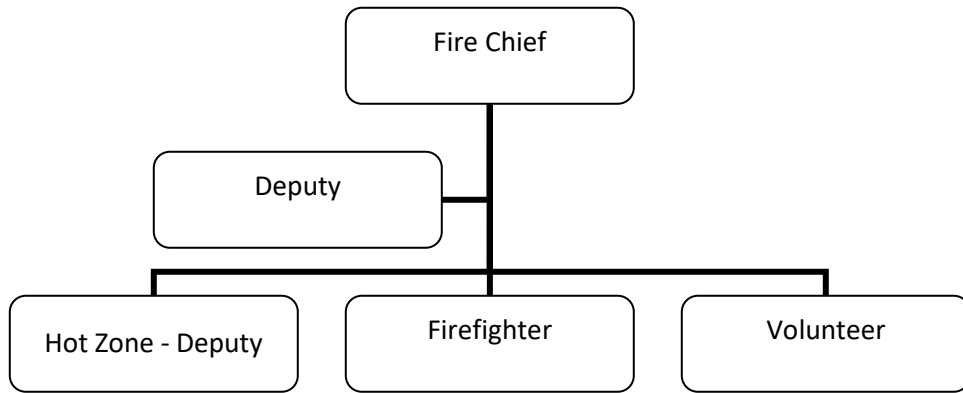 Fire Chief
Deputy
Hot Zone - Deputy
Firefighter
Volunteer